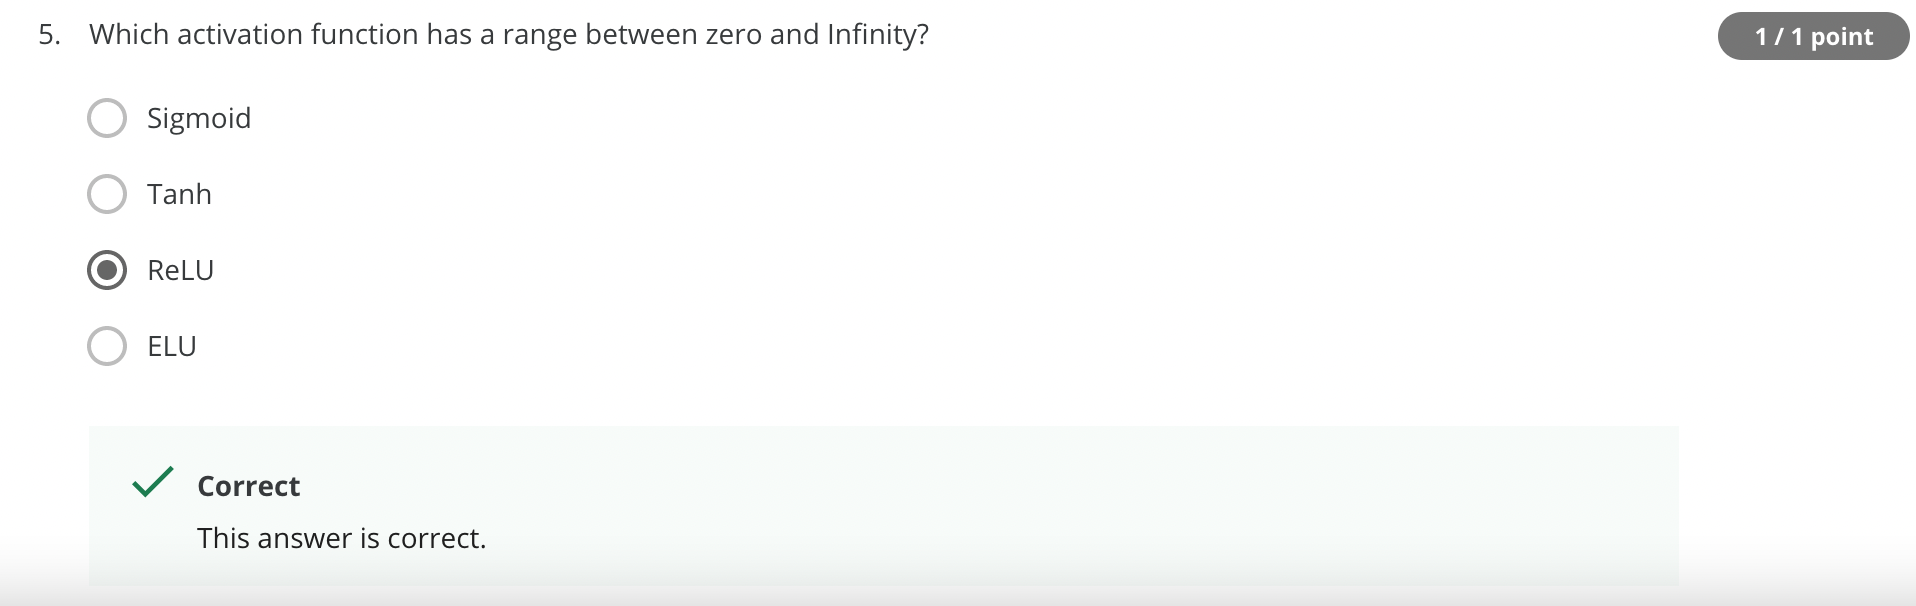 5. Which activation function has a range between zero and Infinity?
1 / 1 point
Sigmoid
Tanh
ReLU
ELU
Correct
This answer is correct.